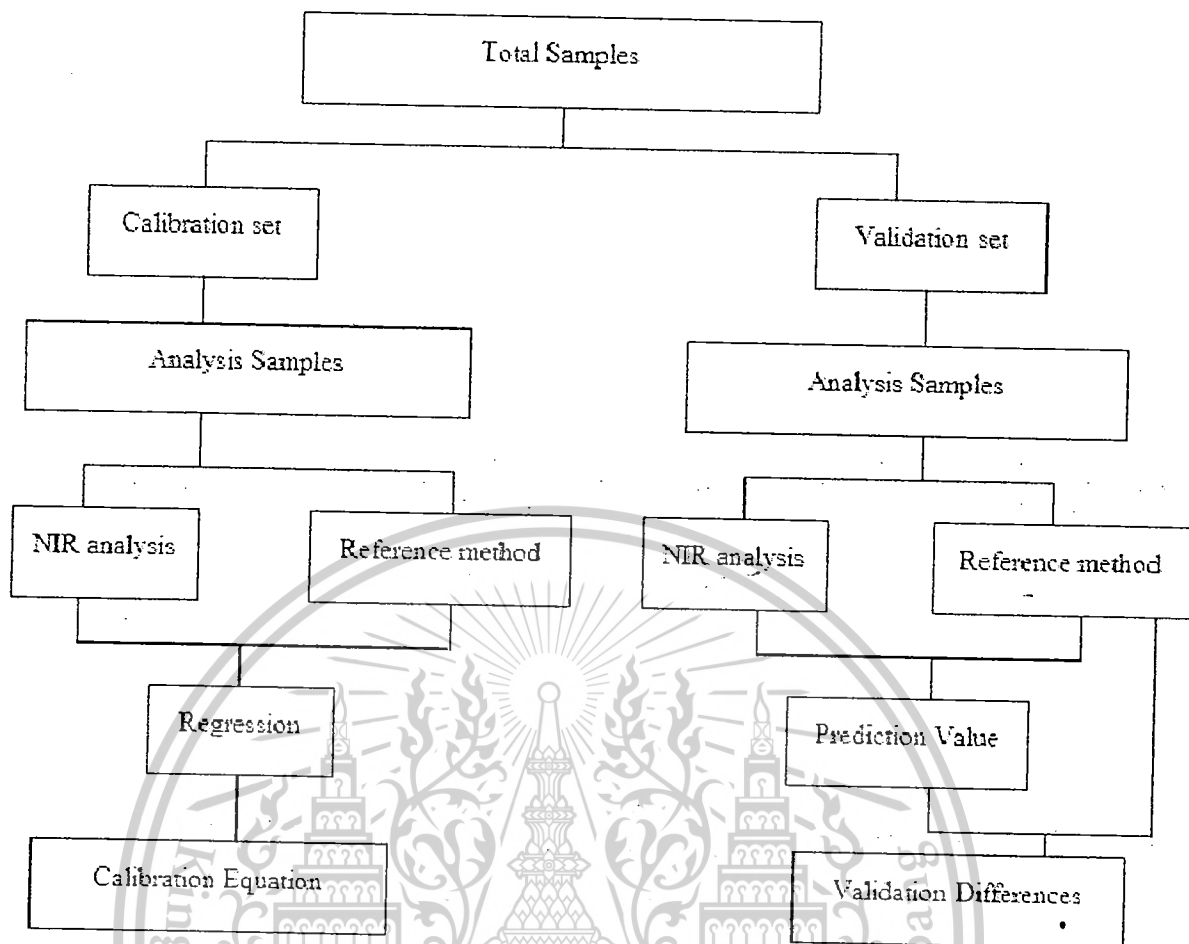 Total Samples
Calibration set
Validation set
Analysis Samples
Analysis Samples
NIR analysis
Reference method
NIR analysis
Reference method
Regression
Prediction Value
Calibration Equation
Validation Differences